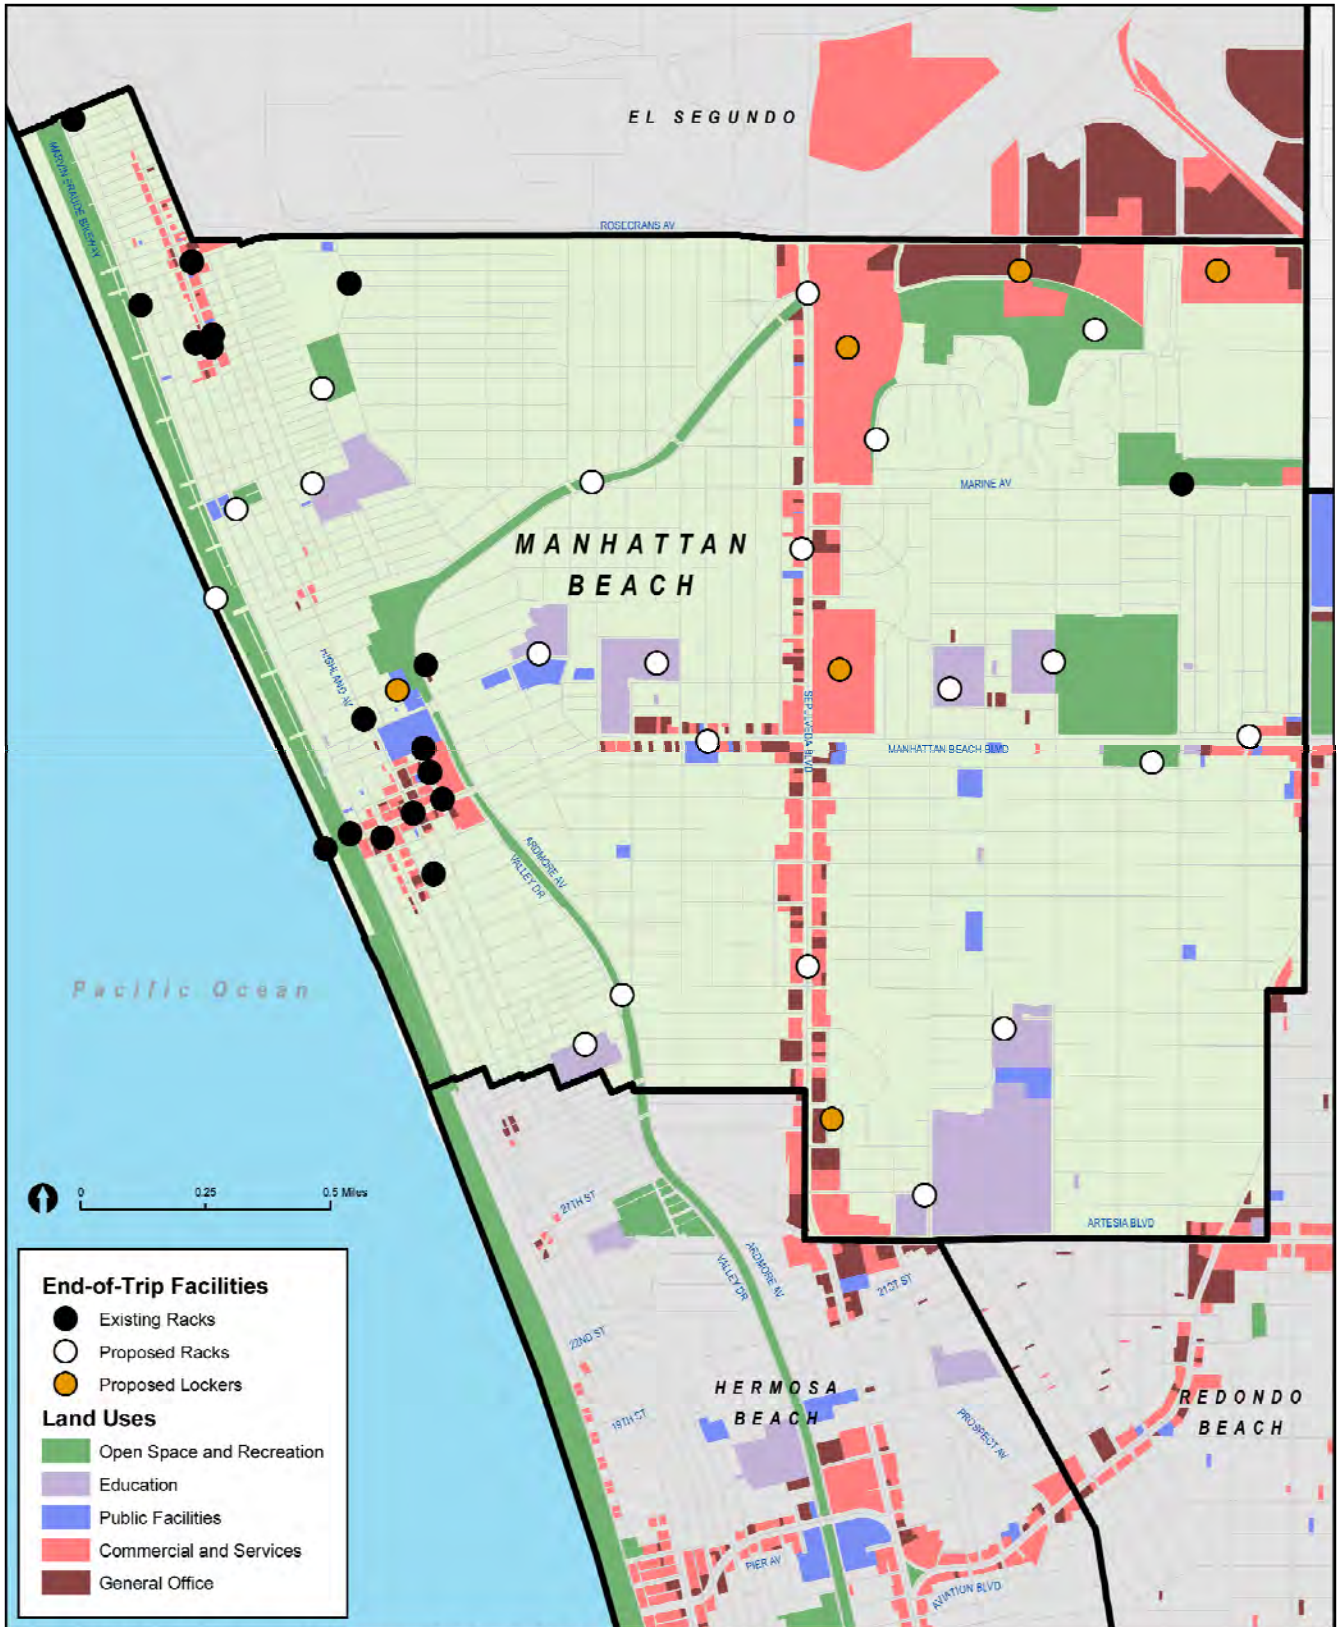 EL SEGUNDO
MARVIN BRAUDE BIKEWAY
ROSECRANS AV
MARINE AV
MANHATTAN
BEACH
HIGHLAND AV
SEPULVEDA BLVD
MANHATTAN BEACH BLVD
ARDMORE AV
VALLEY DR
Pacific Ocean
0
0.25
0.5 Miles
27TH ST
ARTESIA BLVD
ARDMORE AV
VALLEY DR
21ST ST
22ND ST
HERMOSA
BEACH
REDONDO
BEACH
19TH ST
PROSPECT AV
PIER AV
AVIATION BLVD
End-of-Trip Facilities
Existing Racks
Proposed Racks
Proposed Lockers
Land Uses
Open Space and Recreation
Education
Public Facilities
Commercial and Services
General Office